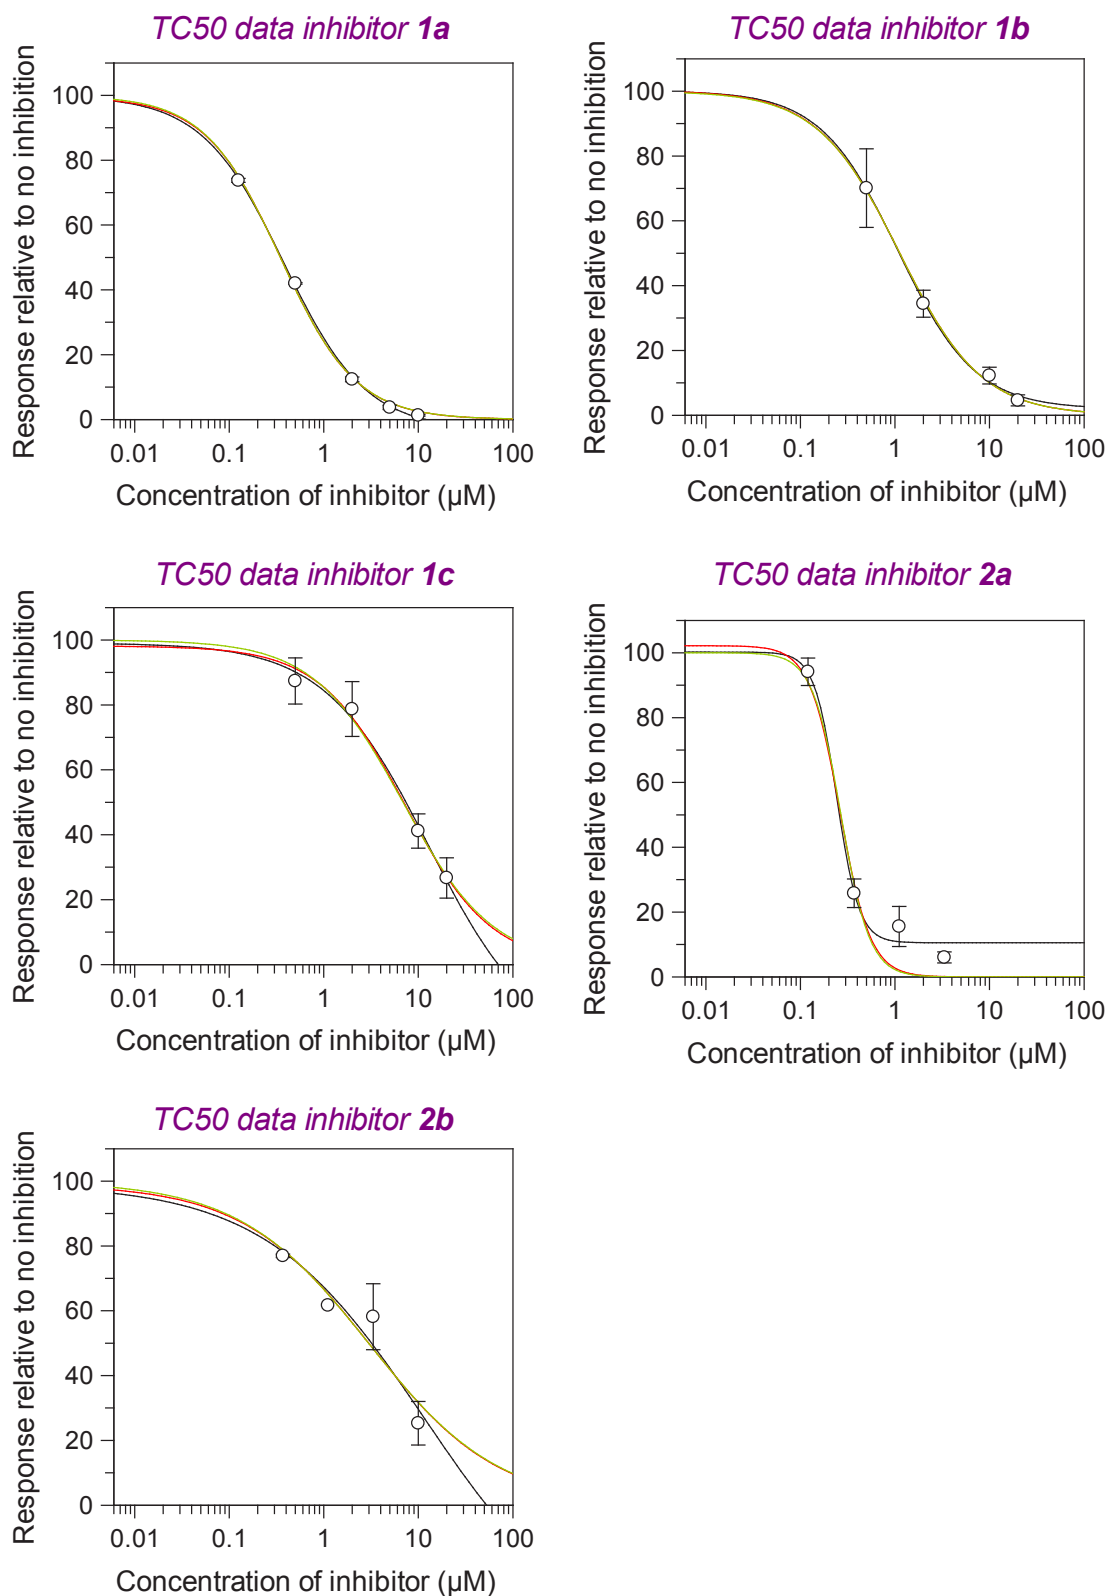 TC50 data inhibitor 1a
Response relative to no inhibition
100
80
60
40
20
0
0.01 0.1 1 10 100
Concentration of inhibitor (µM)
TC50 data inhibitor 1b
Response relative to no inhibition
100
80
60
40
20
0
0.01 0.1 1 10 100
Concentration of inhibitor (µM)
TC50 data inhibitor 1c
Response relative to no inhibition
100
80
60
40
20
0
0.01 0.1 1 10 100
Concentration of inhibitor (µM)
TC50 data inhibitor 2a
Response relative to no inhibition
100
80
60
40
20
0
0.01 0.1 1 10 100
Concentration of inhibitor (µM)
TC50 data inhibitor 2b
Response relative to no inhibition
100
80
60
40
20
0
0.01 0.1 1 10 100
Concentration of inhibitor (µM)